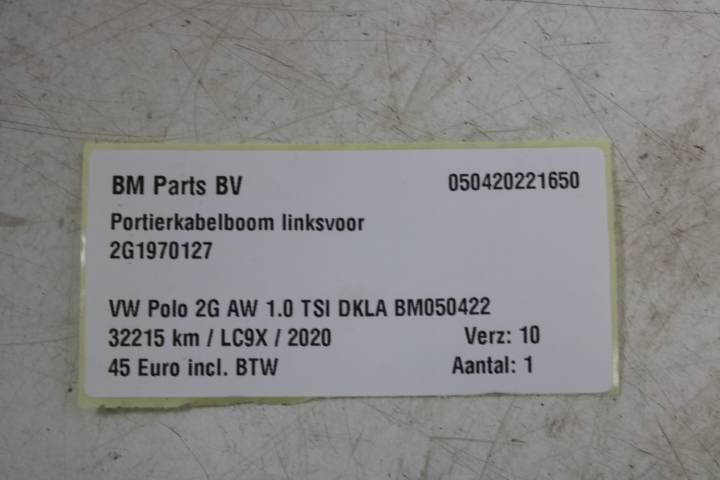 BM Parts BV 050420221650
Portierkabelboom linksvoor
2G1970127
VW Polo 2G AW 1.0 TSI DKLA BM050422
32215 km / LC9X / 2020 Verz: 10
45 Euro incl. BTW Aantal: 1